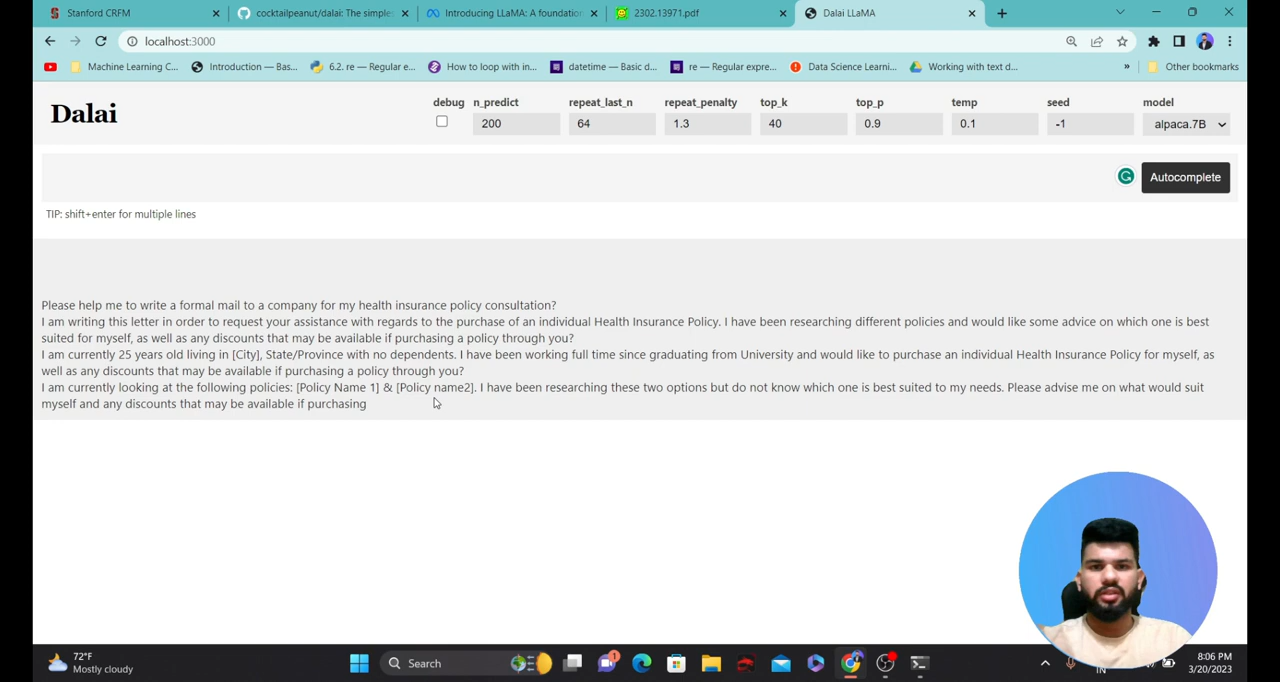 Stanford CRFM
cocktailpeanut/dalai: The simples
Introducing LLaMA: A foundation
2302.13971.pdf
Dalai LLaMA
localhost:3000
Machine Learning C...
Introduction — Bas...
6.2. re — Regular e...
How to loop with in...
datetime — Basic d...
re — Regular expre...
Data Science Learni...
Working with text d...
»
Other bookmarks
Dalai
debug
n_predict
repeat_last_n
repeat_penalty
top_k
top_p
temp
seed
model
200
64
1.3
40
0.9
0.1
-1
alpaca.7B
Autocomplete
TIP: shift+enter for multiple lines
Please help me to write a formal mail to a company for my health insurance policy consultation?
I am writing this letter in order to request your assistance with regards to the purchase of an individual Health Insurance Policy. I have been researching different policies and would like some advice on which one is best
suited for myself, as well as any discounts that may be available if purchasing a policy through you?
I am currently 25 years old living in [City], State/Province with no dependents. I have been working full time since graduating from University and would like to purchase an individual Health Insurance Policy for myself, as
well as any discounts that may be available if purchasing a policy through you?
I am currently looking at the following policies: [Policy Name 1] & [Policy name2]. I have been researching these two options but do not know which one is best suited to my needs. Please advise me on what would suit
myself and any discounts that may be available if purchasing
72°F
Mostly cloudy
Search
1
IN
8:06 PM
3/20/2023